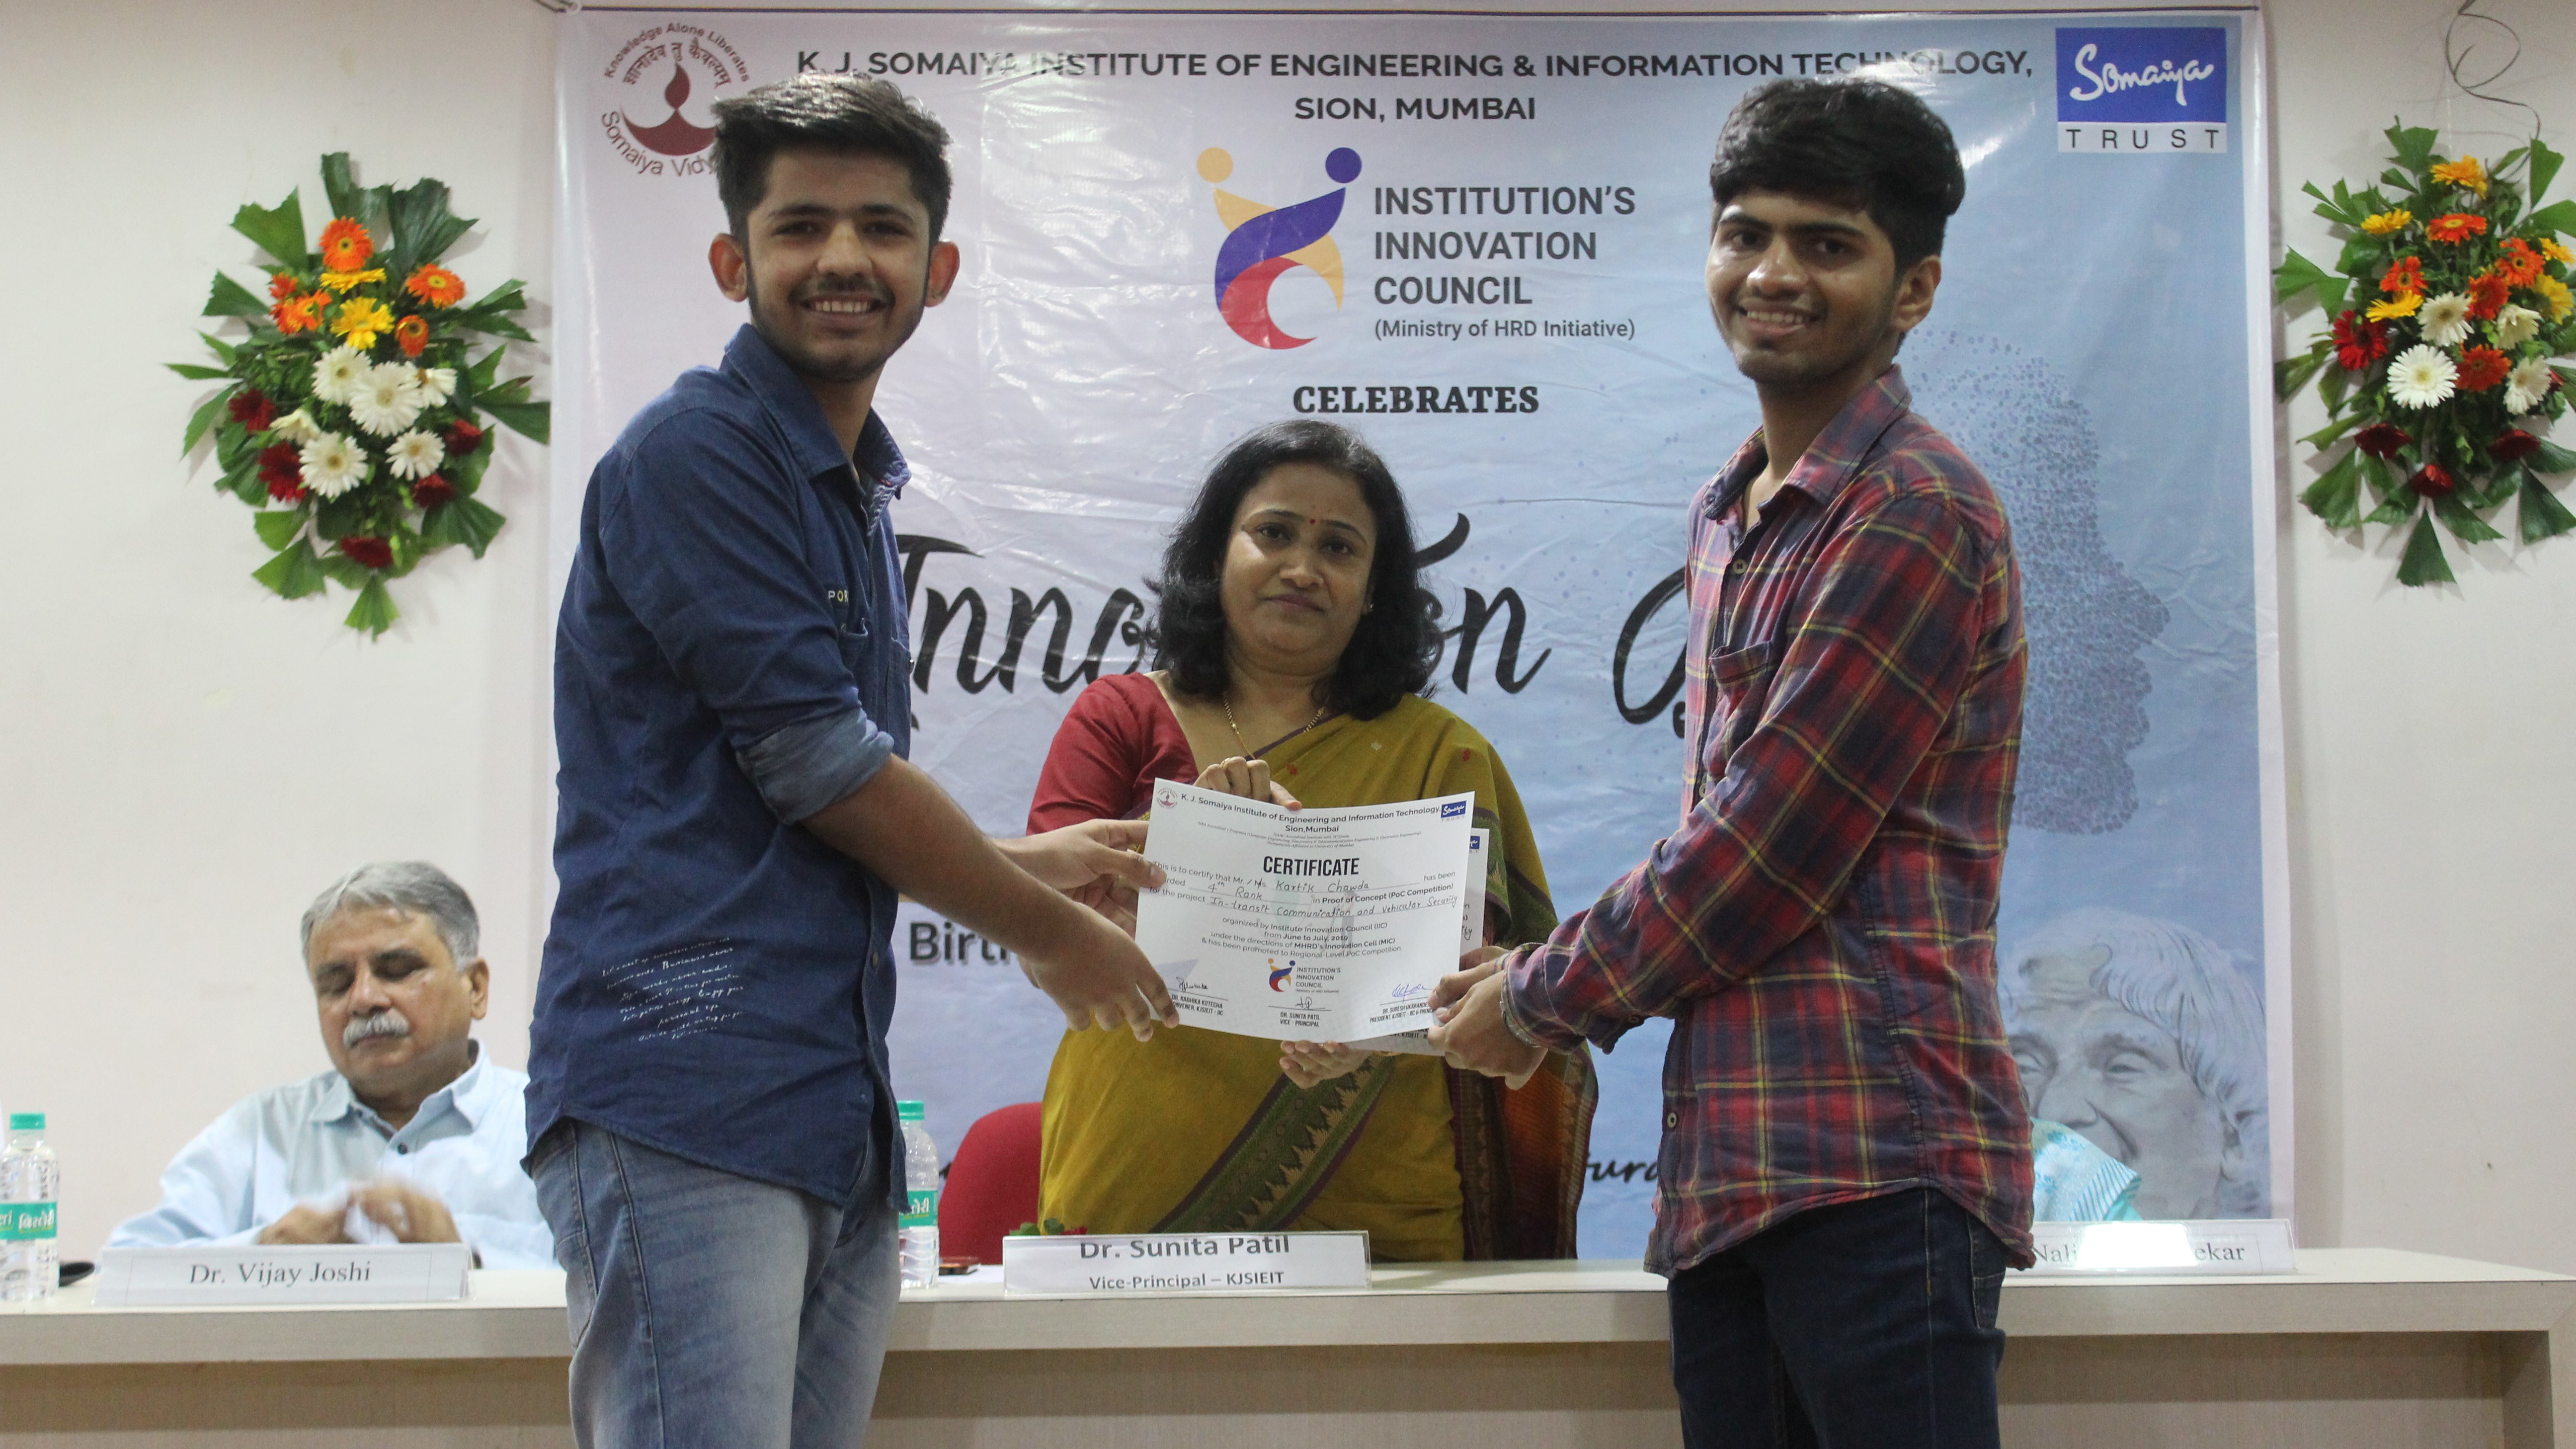 Knowledge Alone Liberates
ज्ञानादेव तु कैवल्यम्
Somaiya
K. J. SOMAIYA INSTITUTE OF ENGINEERING & INFORMATION TECHNOLOGY,
SION, MUMBAI
Somaiya
TRUST
INSTITUTION'S
INNOVATION
COUNCIL
(Ministry of HRD Initiative)
CELEBRATES
K. J. Somaiya Institute of Engineering and Information Technology,
Sion, Mumbai
Somaiya
CERTIFICATE
This is to certify that Mr. / Ms. Kartik Chawda has been
4th Rank in Proof of Concept (PoC Competition)
for the project In-transit Communication and Vehicular Security
organized by Institute Innovation Council (IIC)
from June to July, 2019
under the directions of MHRD's Innovation Cell (MIC)
& has been promoted to Regional-Level PoC Competition.
INSTITUTION'S
INNOVATION
COUNCIL
DR. SUNITA PATIL
VICE - PRINCIPAL
Dr. Vijay Joshi
Dr. Sunita Patil
Vice-Principal – KJSIEIT